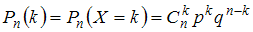 Pₙ(k) = Pₙ(X = k) = Cₙᵏ pᵏ qⁿ⁻ᵏ